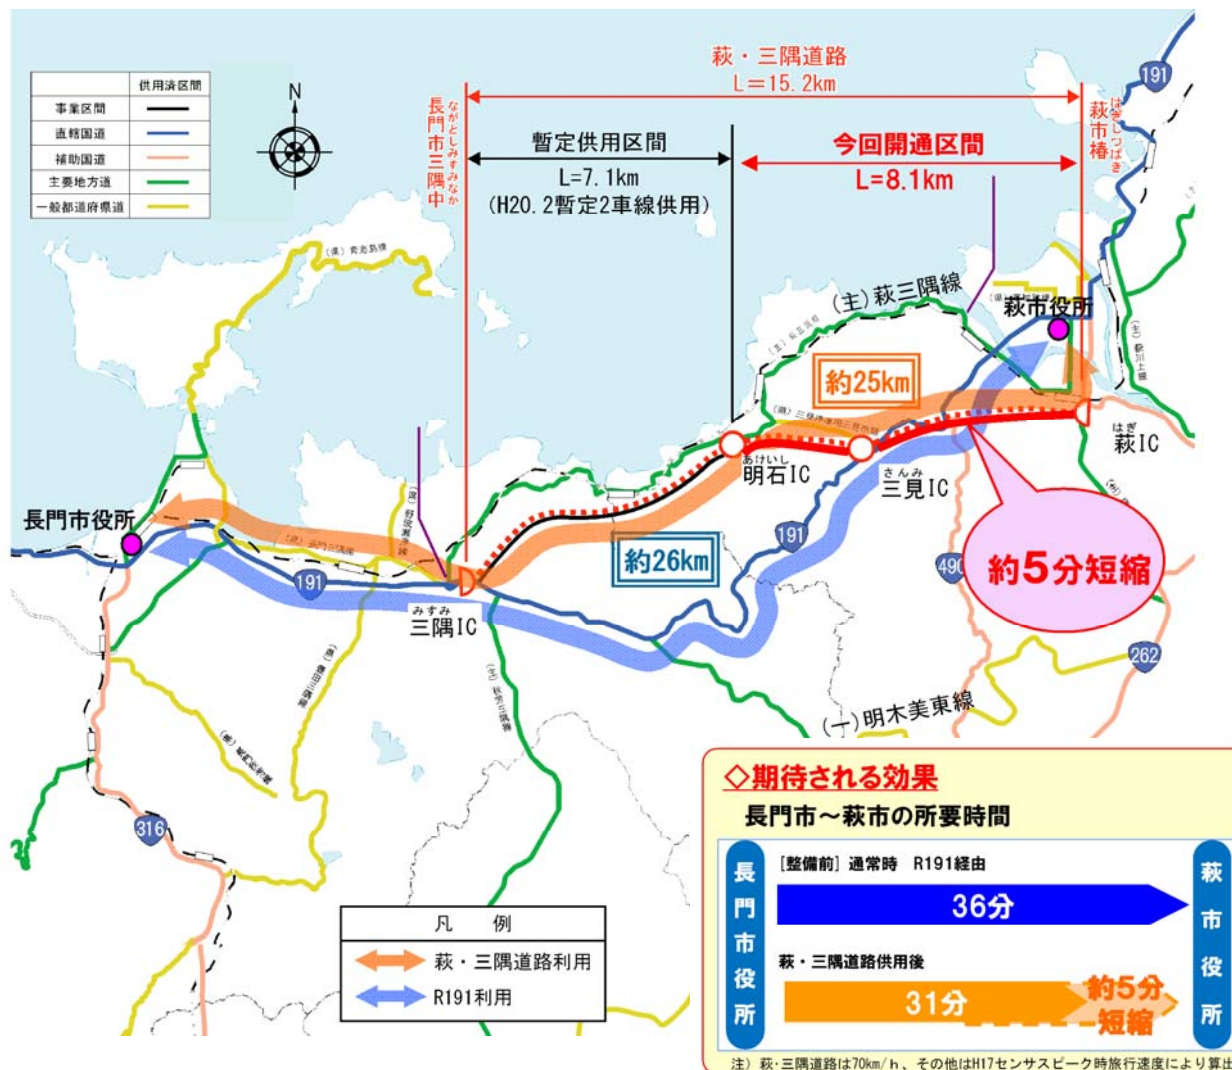 萩・三隅道路
L=15.2km
191
供用済区間
事業区間
直轄国道
補助国道
主要地方道
一般都道府県道
N
ながとしみすみなか
長門市三隅中
暫定供用区間
L=7.1km
(H20.2暫定2車線供用)
今回開通区間
L=8.1km
はぎしつばき
萩市椿
(県)青海島線
(主)萩三隅線
萩市役所
約25km
あけいし
明石IC
さんみ
三見IC
はぎ
萩IC
長門市役所
191
みすみ
三隅IC
約26km
191
490
約5分短縮
262
(一)明木美東線
316
凡 例
萩・三隅道路利用
R191利用
◇期待される効果
長門市～萩市の所要時間
長門市役所
[整備前] 通常時 R191経由
36分
萩・三隅道路供用後
31分
約5分
短縮
萩市役所
注) 萩・三隅道路は70km/h、その他はH17センサスピーク時旅行速度により算出